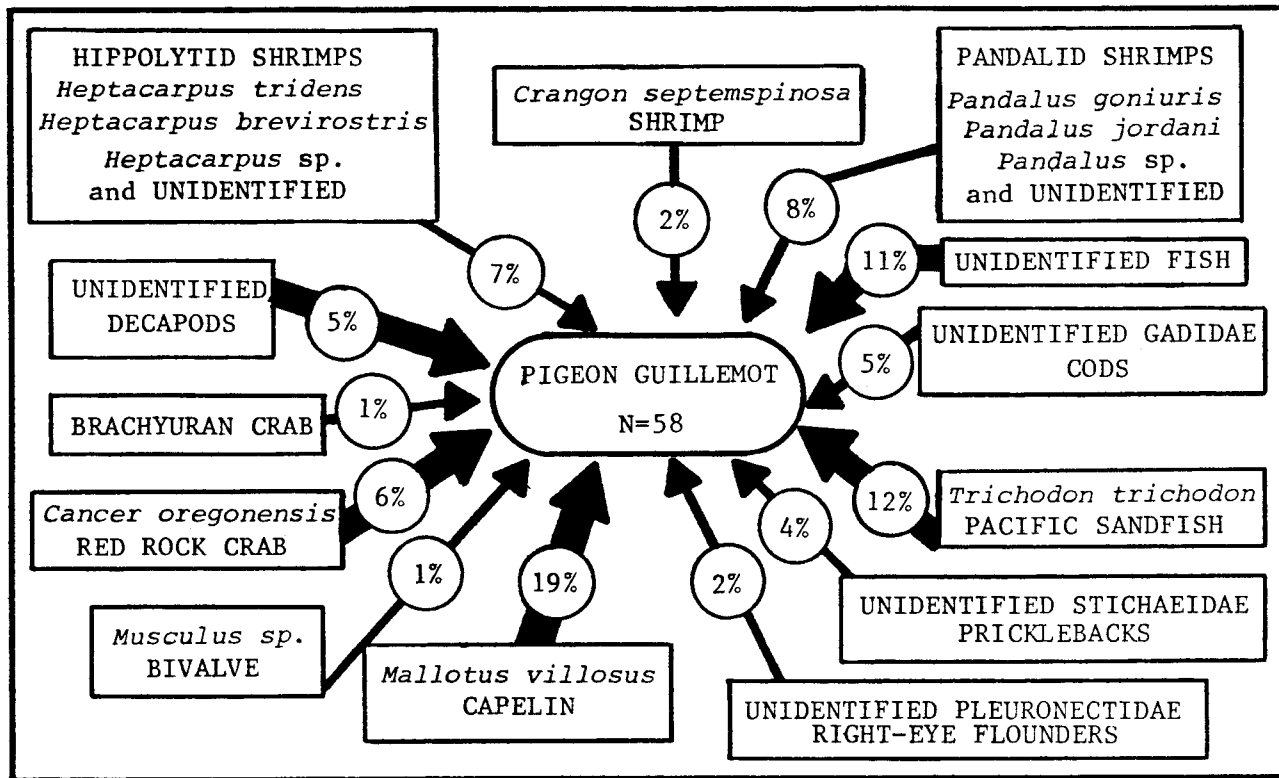 HIPPOLYTID SHRIMPS
Heptacarpus tridens
Heptacarpus brevirostris
Heptacarpus sp.
and UNIDENTIFIED
Crangon septemspinosa
SHRIMP
PANDALID SHRIMPS
Pandalus goniuris
Pandalus jordani
Pandalus sp.
and UNIDENTIFIED
7%
2%
8%
UNIDENTIFIED
DECAPODS
5%
11%
UNIDENTIFIED FISH
5%
UNIDENTIFIED GADIDAE
CODS
PIGEON GUILLEMOT
N=58
BRACHYURAN CRAB
1%
Cancer oregonensis
RED ROCK CRAB
6%
12%
Trichodon trichodon
PACIFIC SANDFISH
Musculus sp.
BIVALVE
1%
19%
Mallotus villosus
CAPELIN
2%
UNIDENTIFIED PLEURONECTIDAE
RIGHT-EYE FLOUNDERS
4%
UNIDENTIFIED STICHAEIDAE
PRICKLEBACKS